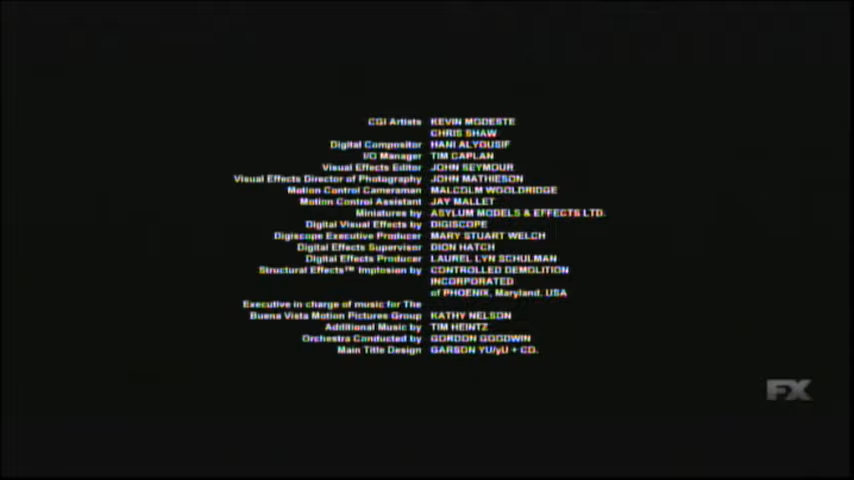 CGI Artists KEVIN MODESTE
CHRIS SHAW
Digital Compositor HANI ALYOUSIF
I/O Manager TIM CAPLAN
Visual Effects Editor JOHN SEYMOUR
Visual Effects Director of Photography JOHN MATHIESON
Motion Control Cameraman MALCOLM WOOLDRIDGE
Motion Control Assistant JAY MALLET
Miniatures by ASYLUM MODELS & EFFECTS LTD.
Digital Visual Effects by DIGISCOPE
Digiscope Executive Producer MARY STUART WELCH
Digital Effects Supervisor DION HATCH
Digital Effects Producer LAUREL LYN SCHULMAN
Structural Effects™ Implosion by CONTROLLED DEMOLITION
INCORPORATED
of PHOENIX, Maryland, USA
Executive in charge of music for The
Buena Vista Motion Pictures Group KATHY NELSON
Additional Music by TIM HEINTZ
Orchestra Conducted by GORDON GOODWIN
Main Title Design GARSON YU/yU + CO.
FX